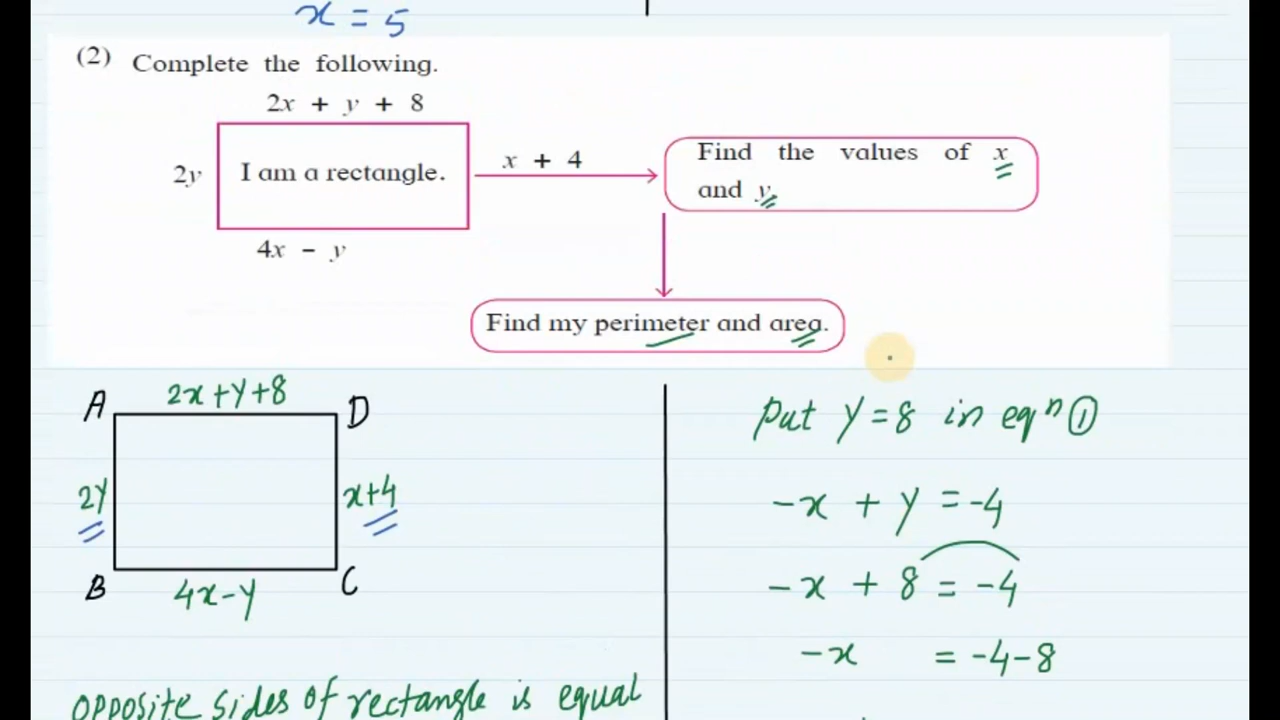 x = 5
(2) Complete the following.
2x + y + 8
2y
I am a rectangle.
x + 4
Find the values of x
and y.
4x - y
Find my perimeter and area.
A
2x+y+8
D
2y
x+4
B
4x-y
C
opposite sides of rectangle is equal
put y=8 in eqⁿ ①
-x + y = -4
-x + 8 = -4
-x = -4-8